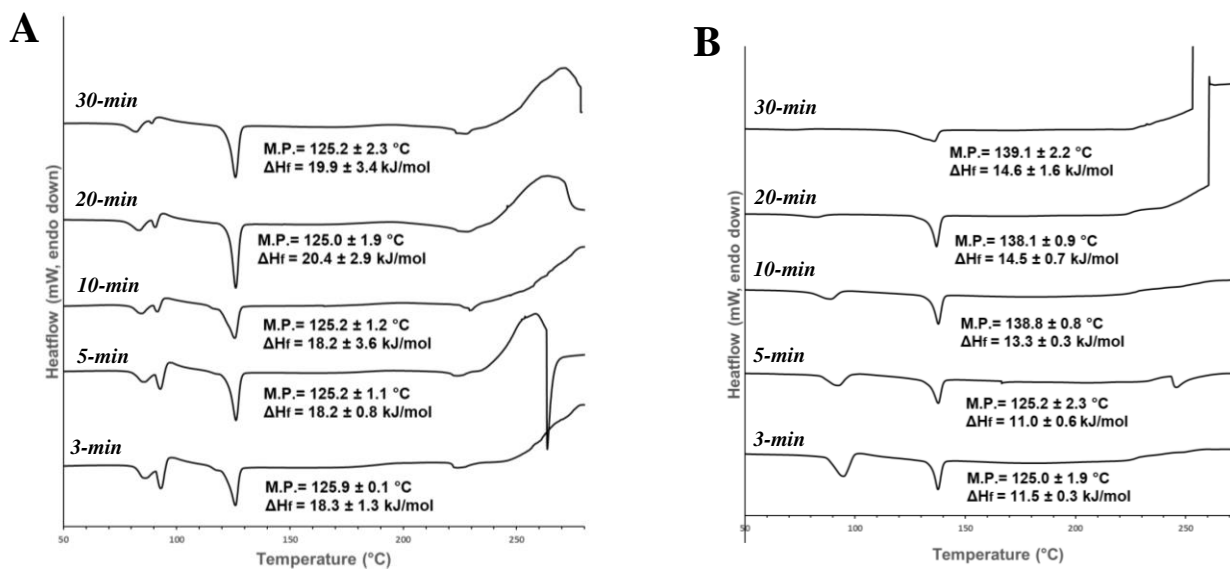 A
Heatflow (mW, endo down)
30-min
M.P.= 125.2 ± 2.3 °C
ΔHf = 19.9 ± 3.4 kJ/mol
20-min
M.P.= 125.0 ± 1.9 °C
ΔHf = 20.4 ± 2.9 kJ/mol
10-min
M.P.= 125.2 ± 1.2 °C
ΔHf = 18.2 ± 3.6 kJ/mol
5-min
M.P.= 125.2 ± 1.1 °C
ΔHf = 18.2 ± 0.8 kJ/mol
3-min
M.P.= 125.9 ± 0.1 °C
ΔHf = 18.3 ± 1.3 kJ/mol
50 100 150 200 250
Temperature (°C)
B
Heatflow (mW, endo down)
30-min
M.P.= 139.1 ± 2.2 °C
ΔHf = 14.6 ± 1.6 kJ/mol
20-min
M.P.= 138.1 ± 0.9 °C
ΔHf = 14.5 ± 0.7 kJ/mol
10-min
M.P.= 138.8 ± 0.8 °C
ΔHf = 13.3 ± 0.3 kJ/mol
5-min
M.P.= 125.2 ± 2.3 °C
ΔHf = 11.0 ± 0.6 kJ/mol
3-min
M.P.= 125.0 ± 1.9 °C
ΔHf = 11.5 ± 0.3 kJ/mol
50 100 150 200 250
Temperature (°C)